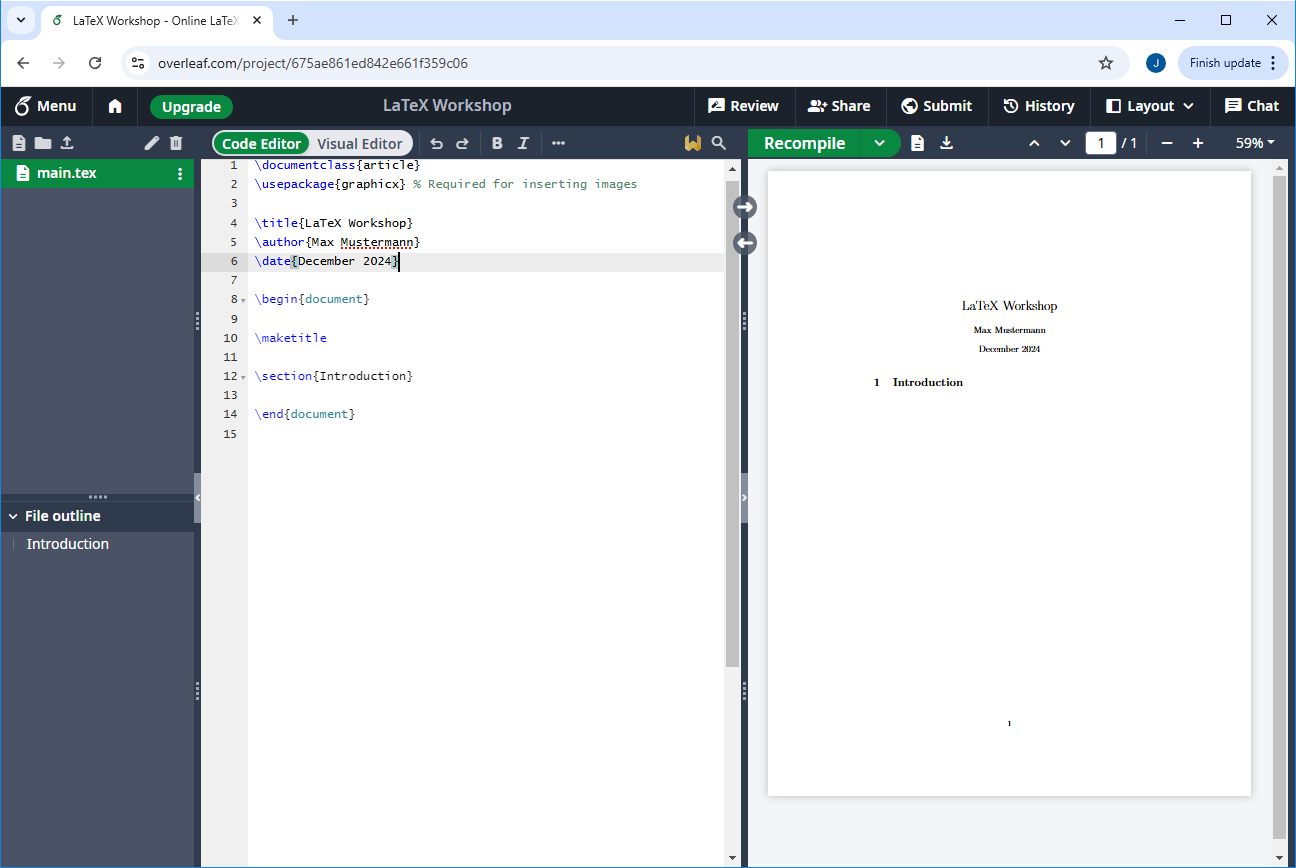 LaTeX Workshop - Online LaTeX
overleaf.com/project/675ae861ed842e661f359c06
J
Finish update
Menu
Upgrade
LaTeX Workshop
Review
Share
Submit
History
Layout
Chat
Code Editor
Visual Editor
B
I
Recompile
1 / 1
59%
main.tex
1 \documentclass{article}
2 \usepackage{graphicx} % Required for inserting images
3
4 \title{LaTeX Workshop}
5 \author{Max Mustermann}
6 \date{December 2024}
7
8 \begin{document}
9
10 \maketitle
11
12 \section{Introduction}
13
14 \end{document}
15
File outline
Introduction
LaTeX Workshop
Max Mustermann
December 2024
1 Introduction
1